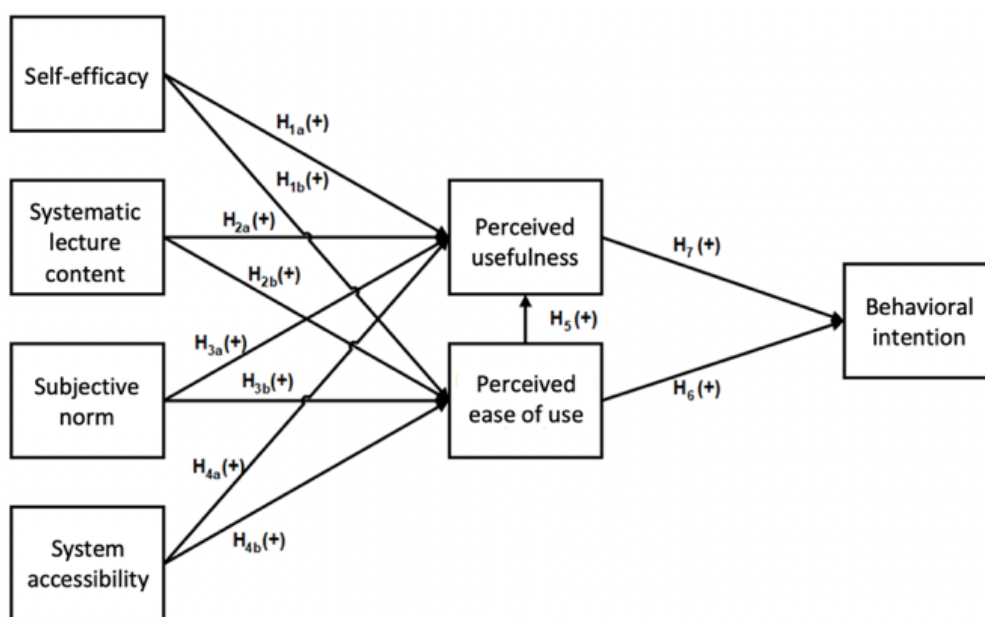 Self-efficacy
H1a(+)
H1b(+)
Systematic
lecture
content
H2a(+)
H2b(+)
Perceived
usefulness
H7 (+)
Behavioral
intention
H5(+)
Subjective
norm
H3a(+)
H3b(+)
Perceived
ease of use
H6 (+)
H4a(+)
H4b(+)
System
accessibility